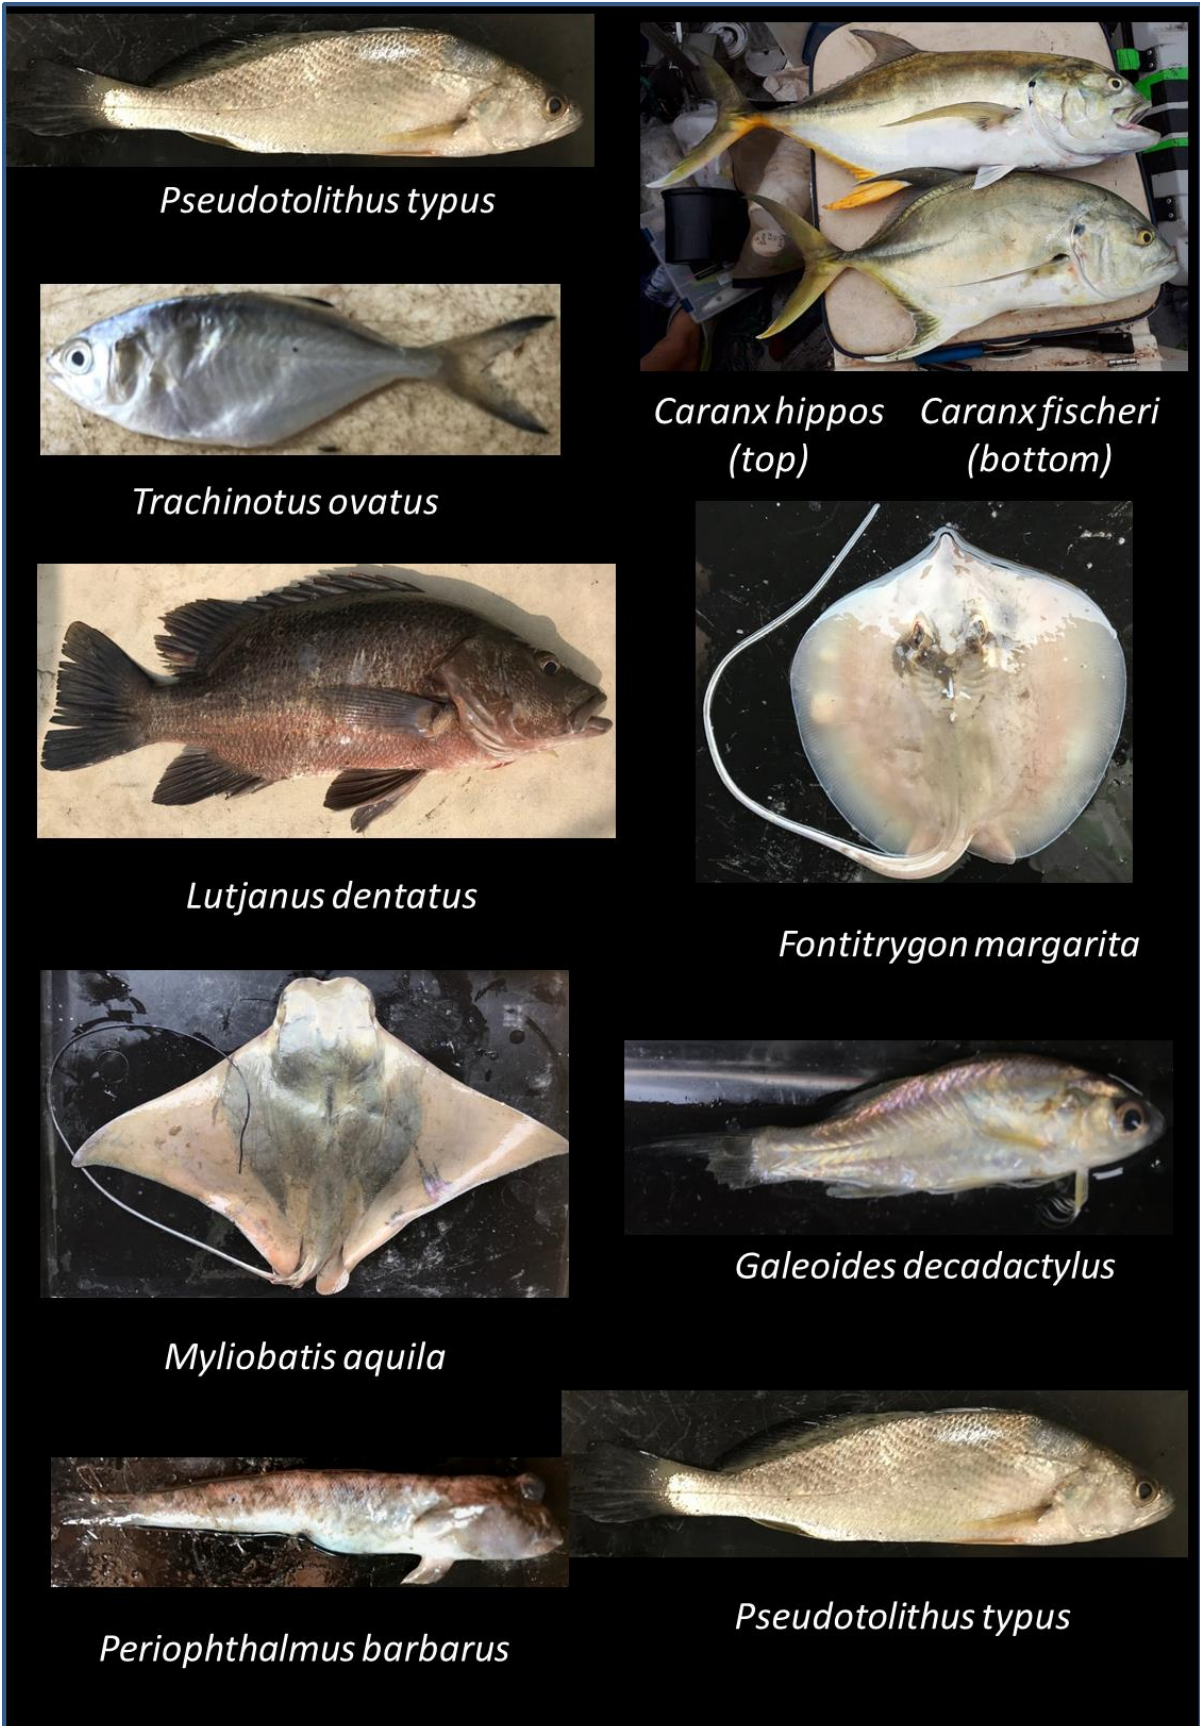 Pseudotolithus typus
Caranx hippos
(top)
Caranx fischeri
(bottom)
Trachinotus ovatus
Lutjanus dentatus
Fontitrygon margarita
Galeoides decadactylus
Myliobatis aquila
Pseudotolithus typus
Periophthalmus barbarus